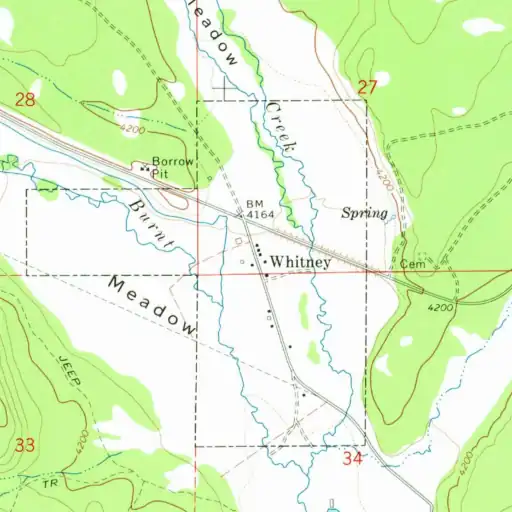 Meadow
28
27
Creek
4200
Borrow
Pit
4200
BM
4164
Spring
Burnt
Whitney
Cem
Meadow
4200
JEEP
33
4200
34
4200
TR